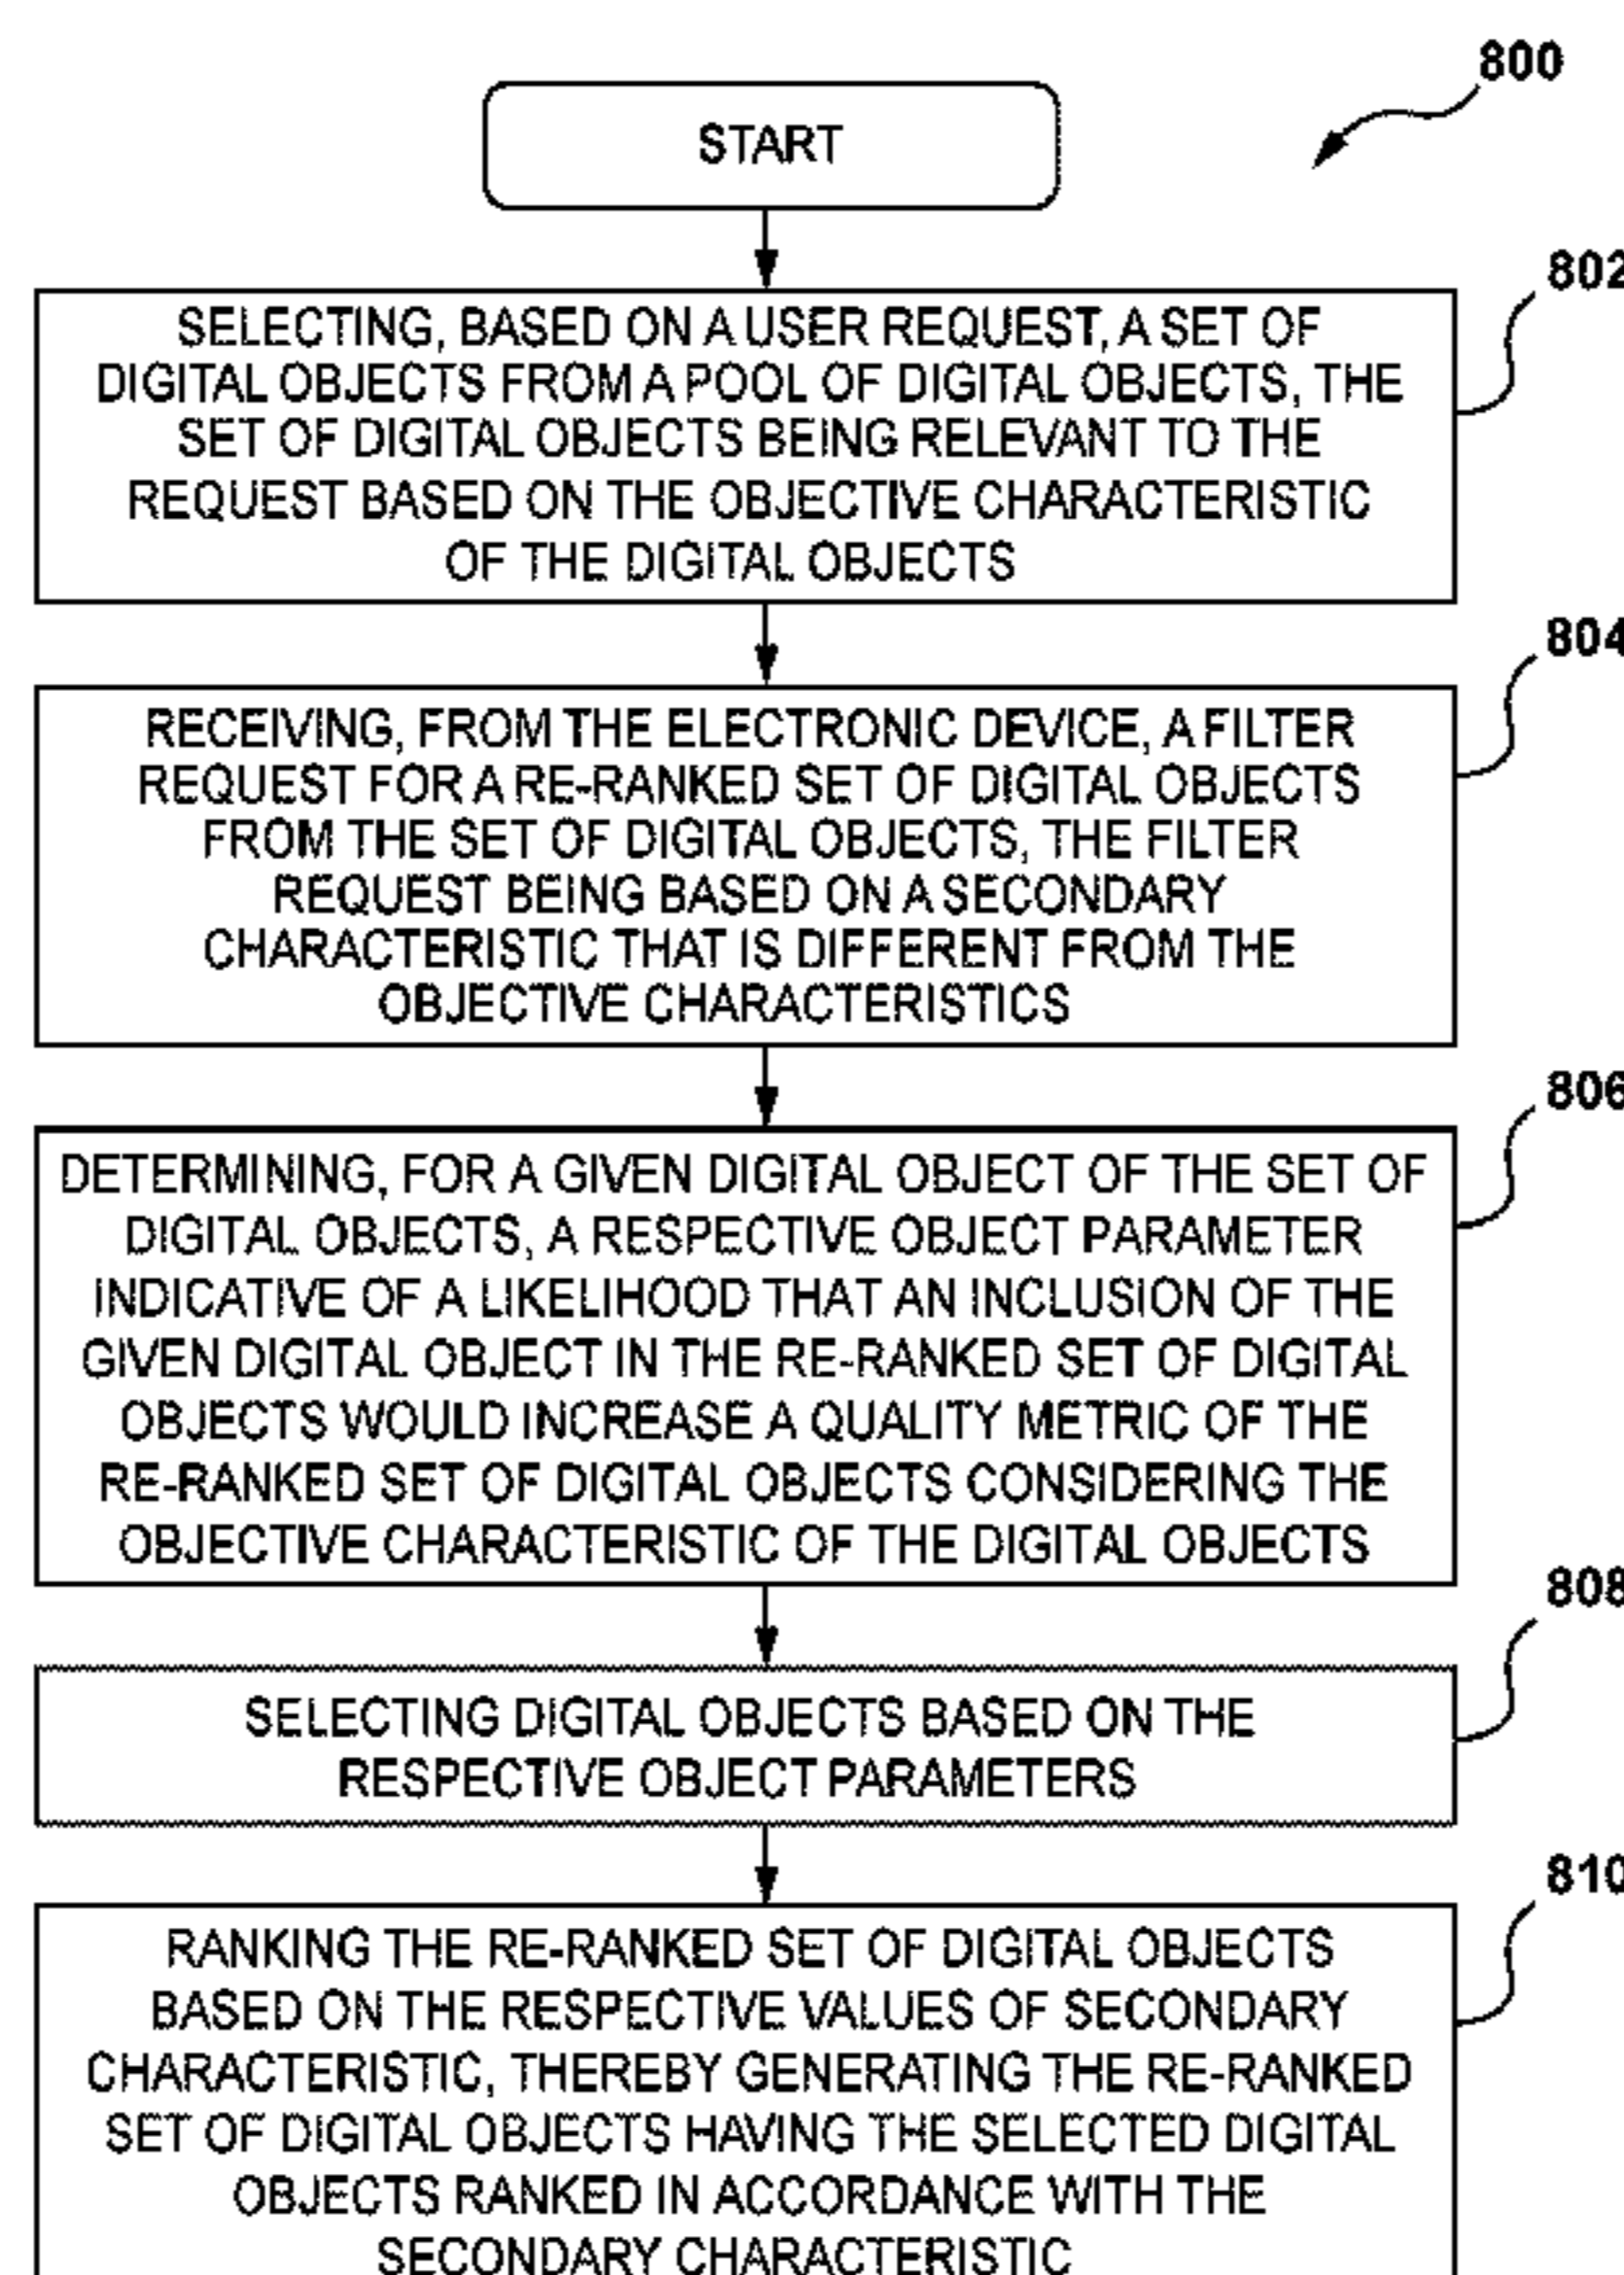 800
START
802
SELECTING, BASED ON A USER REQUEST, A SET OF
DIGITAL OBJECTS FROM A POOL OF DIGITAL OBJECTS, THE
SET OF DIGITAL OBJECTS BEING RELEVANT TO THE
REQUEST BASED ON THE OBJECTIVE CHARACTERISTIC
OF THE DIGITAL OBJECTS
804
RECEIVING, FROM THE ELECTRONIC DEVICE, A FILTER
REQUEST FOR A RE-RANKED SET OF DIGITAL OBJECTS
FROM THE SET OF DIGITAL OBJECTS, THE FILTER
REQUEST BEING BASED ON A SECONDARY
CHARACTERISTIC THAT IS DIFFERENT FROM THE
OBJECTIVE CHARACTERISTICS
806
DETERMINING, FOR A GIVEN DIGITAL OBJECT OF THE SET OF
DIGITAL OBJECTS, A RESPECTIVE OBJECT PARAMETER
INDICATIVE OF A LIKELIHOOD THAT AN INCLUSION OF THE
GIVEN DIGITAL OBJECT IN THE RE-RANKED SET OF DIGITAL
OBJECTS WOULD INCREASE A QUALITY METRIC OF THE
RE-RANKED SET OF DIGITAL OBJECTS CONSIDERING THE
OBJECTIVE CHARACTERISTIC OF THE DIGITAL OBJECTS
808
SELECTING DIGITAL OBJECTS BASED ON THE
RESPECTIVE OBJECT PARAMETERS
810
RANKING THE RE-RANKED SET OF DIGITAL OBJECTS
BASED ON THE RESPECTIVE VALUES OF SECONDARY
CHARACTERISTIC, THEREBY GENERATING THE RE-RANKED
SET OF DIGITAL OBJECTS HAVING THE SELECTED DIGITAL
OBJECTS RANKED IN ACCORDANCE WITH THE
SECONDARY CHARACTERISTIC